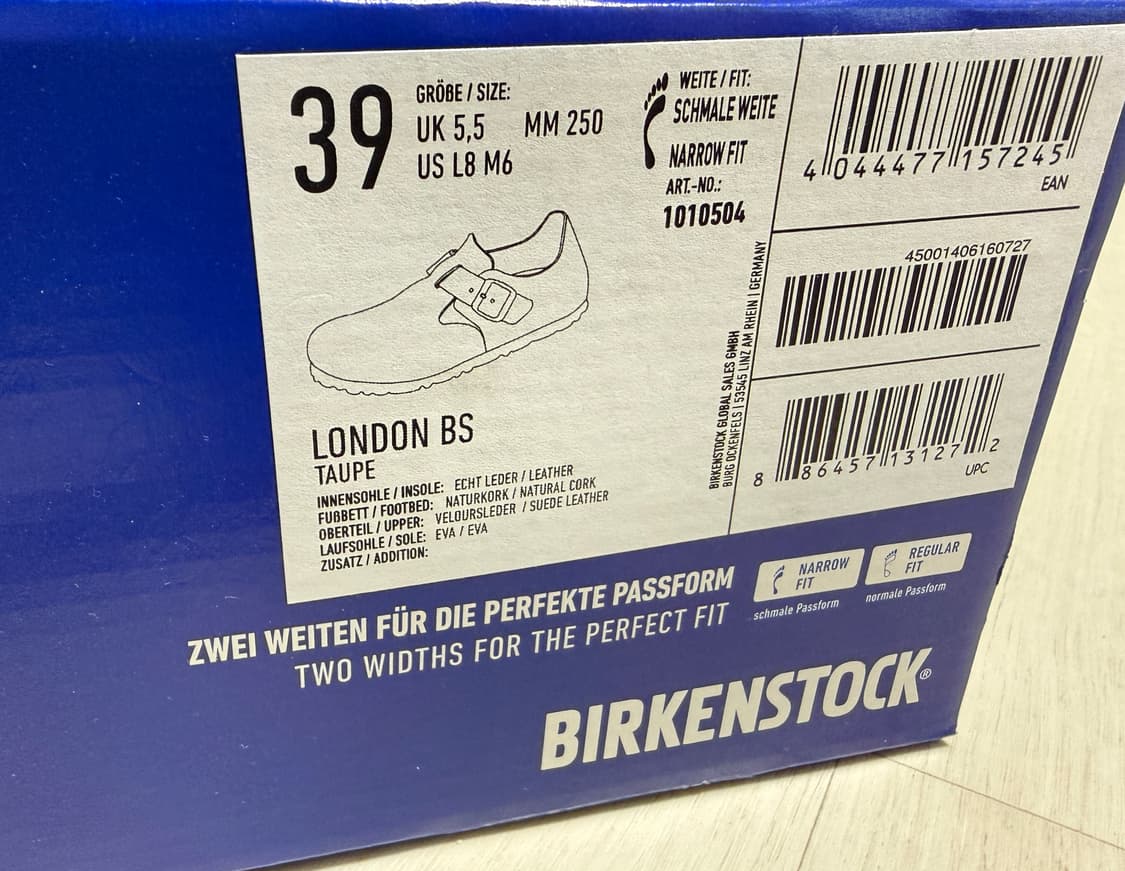 39
GRÖßE / SIZE:
UK 5,5 MM 250
US L8 M6
WEITE / FIT:
SCHMALE WEITE
NARROW FIT
ART.-NO.:
1010504
4 044477 157245
EAN
45001406160727
8 86457 13127 2
UPC
BIRKENSTOCK GLOBAL SALES GMBH
BURG OCKENFELS | 53545 LINZ AM RHEIN | GERMANY
LONDON BS
TAUPE
INNENSOHLE / INSOLE: ECHT LEDER / LEATHER
FUßBETT / FOOTBED: NATURKORK / NATURAL CORK
OBERTEIL / UPPER: VELOURSLEDER / SUEDE LEATHER
LAUFSOHLE / SOLE: EVA / EVA
ZUSATZ / ADDITION:
ZWEI WEITEN FÜR DIE PERFEKTE PASSFORM
TWO WIDTHS FOR THE PERFECT FIT
NARROW
FIT
schmale Passform
REGULAR
FIT
normale Passform
BIRKENSTOCK®